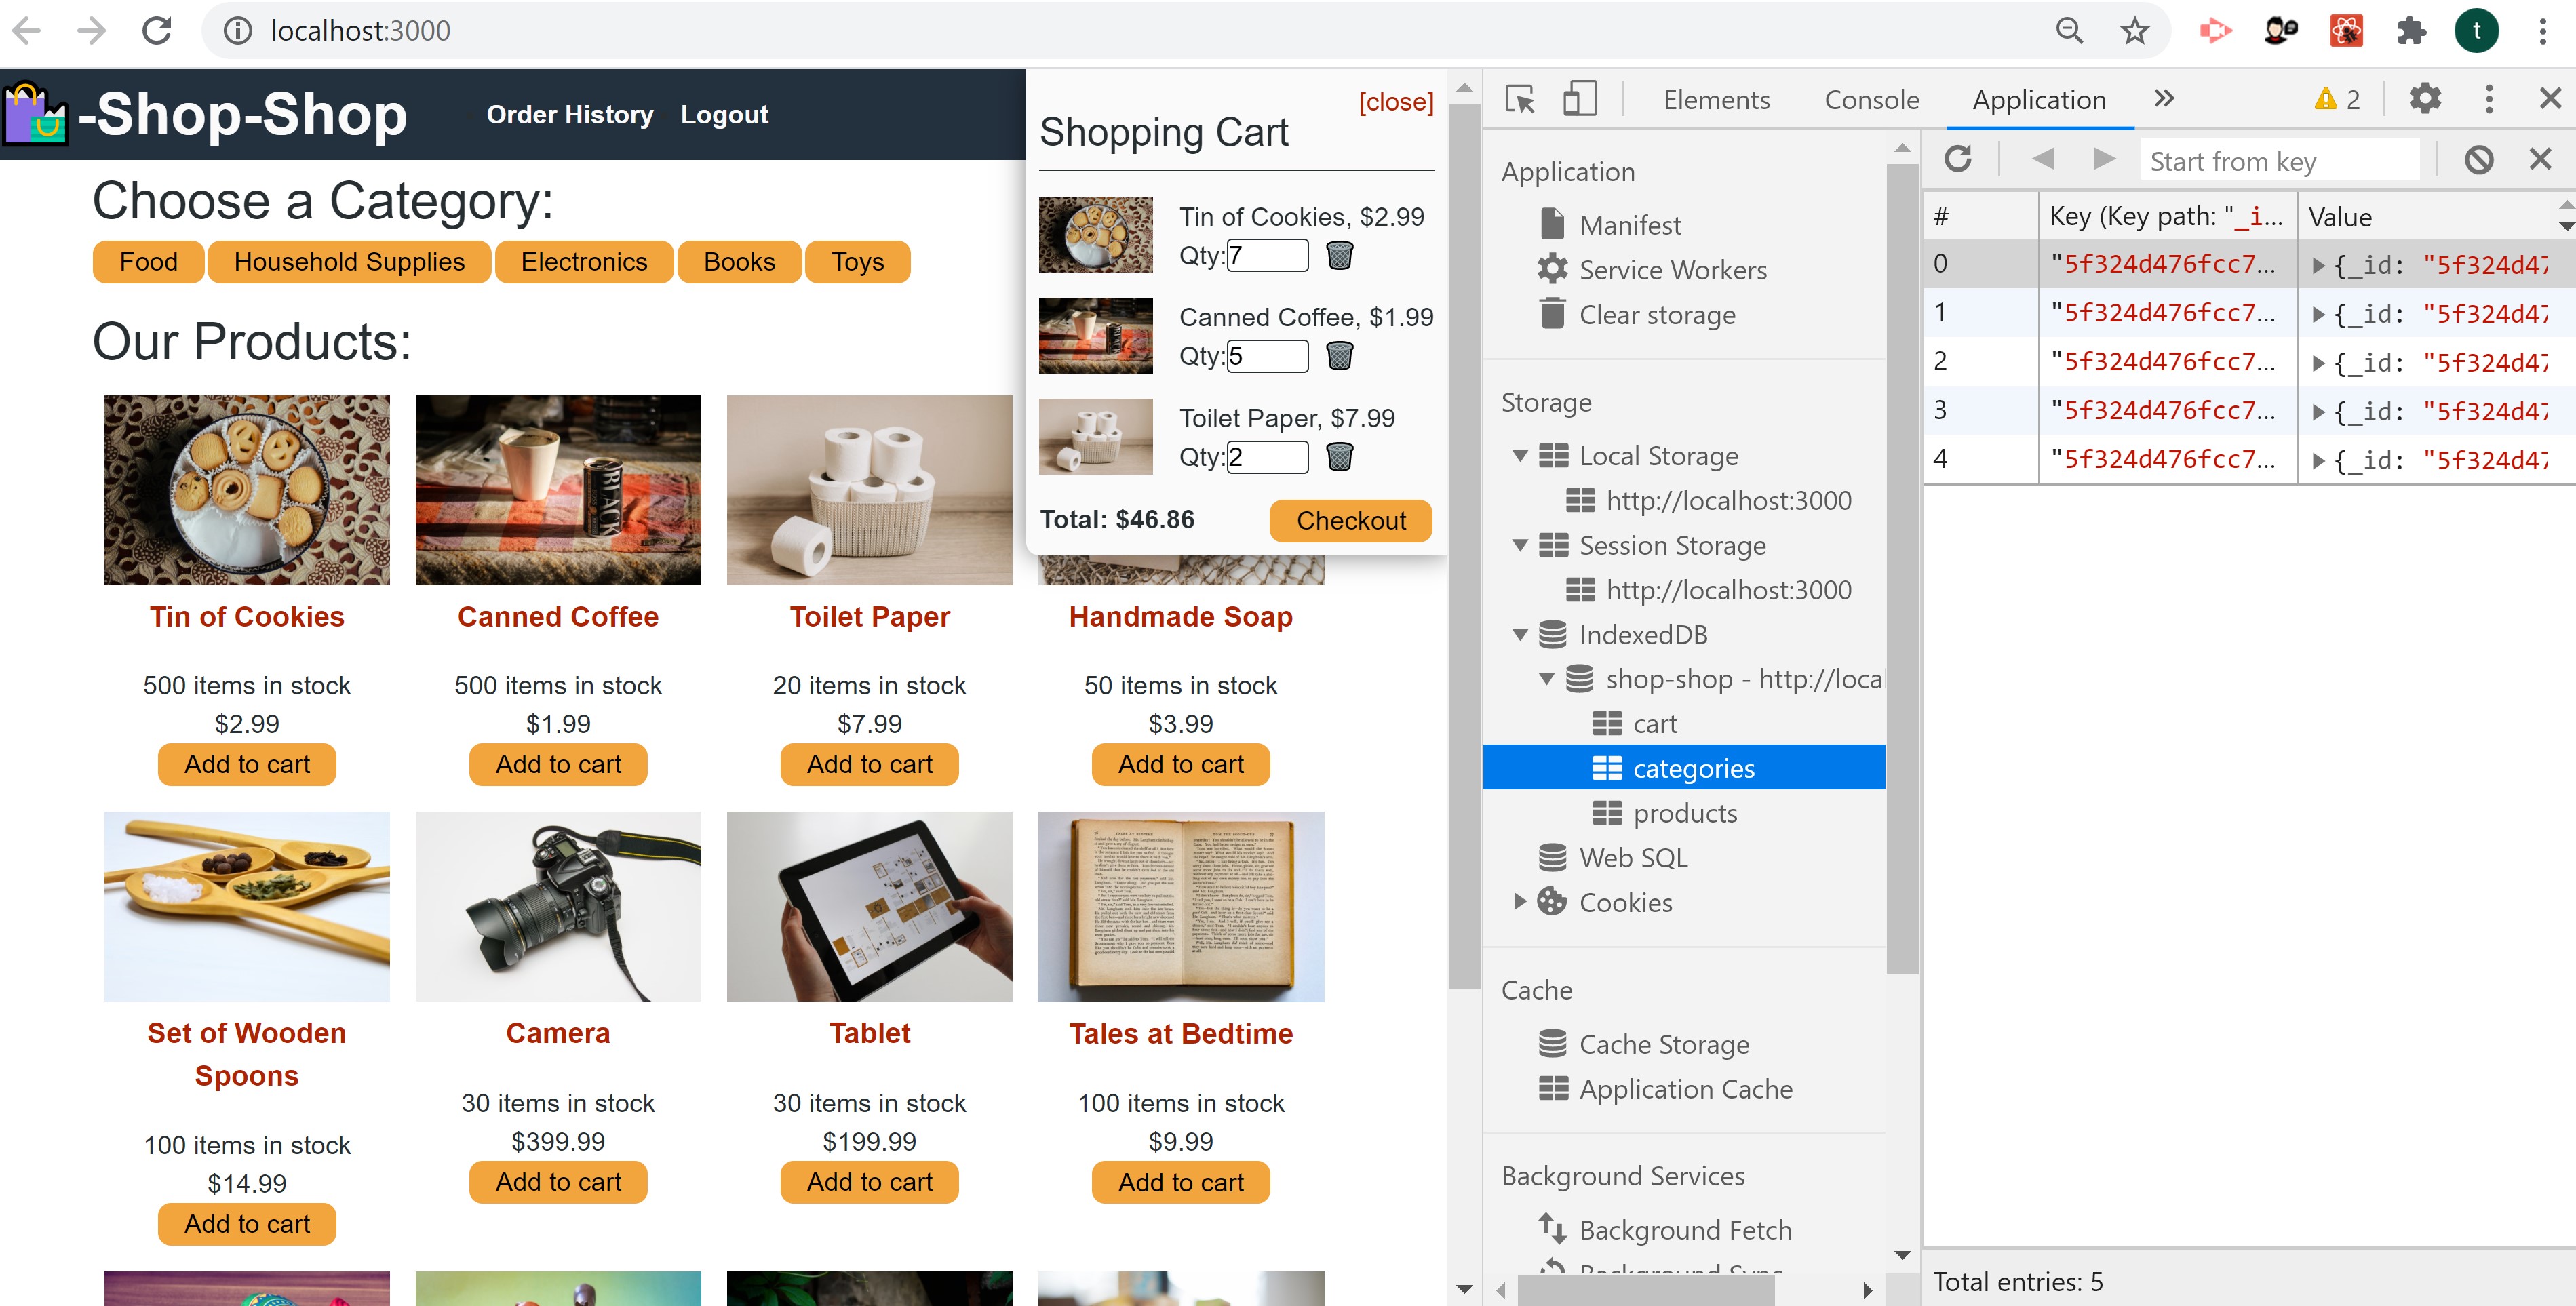 localhost:3000
t
-Shop-Shop
Order History
Logout
Choose a Category:
Food
Household Supplies
Electronics
Books
Toys
Our Products:
Tin of Cookies
500 items in stock
$2.99
Add to cart
Canned Coffee
500 items in stock
$1.99
Add to cart
BLACK
Toilet Paper
20 items in stock
$7.99
Add to cart
Handmade Soap
50 items in stock
$3.99
Add to cart
Set of Wooden
Spoons
100 items in stock
$14.99
Add to cart
Camera
30 items in stock
$399.99
Add to cart
Tablet
30 items in stock
$199.99
Add to cart
Tales at Bedtime
100 items in stock
$9.99
Add to cart
[close]
Shopping Cart
Tin of Cookies, $2.99
Qty:7
Canned Coffee, $1.99
Qty:5
Toilet Paper, $7.99
Qty:2
Total: $46.86
Checkout
Elements
Console
Application
2
Application
Manifest
Service Workers
Clear storage
Storage
Local Storage
http://localhost:3000
Session Storage
http://localhost:3000
IndexedDB
shop-shop - http://loca
cart
categories
products
Web SQL
Cookies
Cache
Cache Storage
Application Cache
Background Services
Background Fetch
Background Sync
Start from key
# Key (Key path: "_i... Value
0 "5f324d476fcc7... {_id: "5f324d47
1 "5f324d476fcc7... {_id: "5f324d47
2 "5f324d476fcc7... {_id: "5f324d47
3 "5f324d476fcc7... {_id: "5f324d47
4 "5f324d476fcc7... {_id: "5f324d47
Total entries: 5